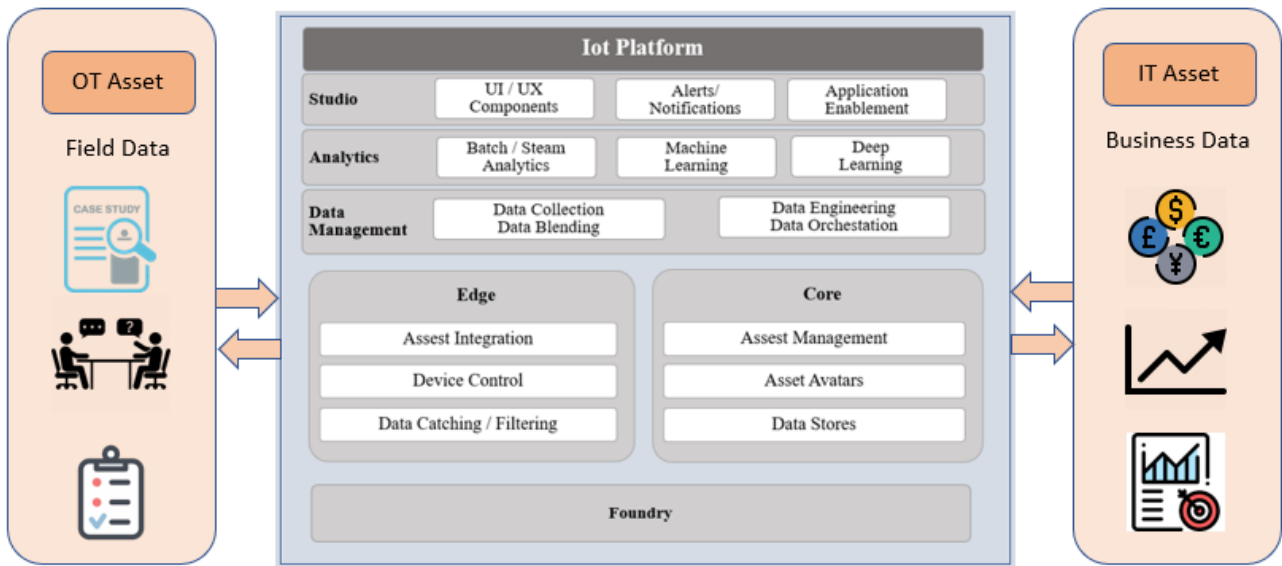 OT Asset
Field Data
CASE STUDY
?
Iot Platform
Studio
UI / UX
Components
Alerts/
Notifications
Application
Enablement
Analytics
Batch / Steam
Analytics
Machine
Learning
Deep
Learning
Data
Management
Data Collection
Data Blending
Data Engineering
Data Orchestration
Edge
Assest Integration
Device Control
Data Catching / Filtering
Core
Assest Management
Asset Avatars
Data Stores
Foundry
IT Asset
Business Data
$
£ €
¥